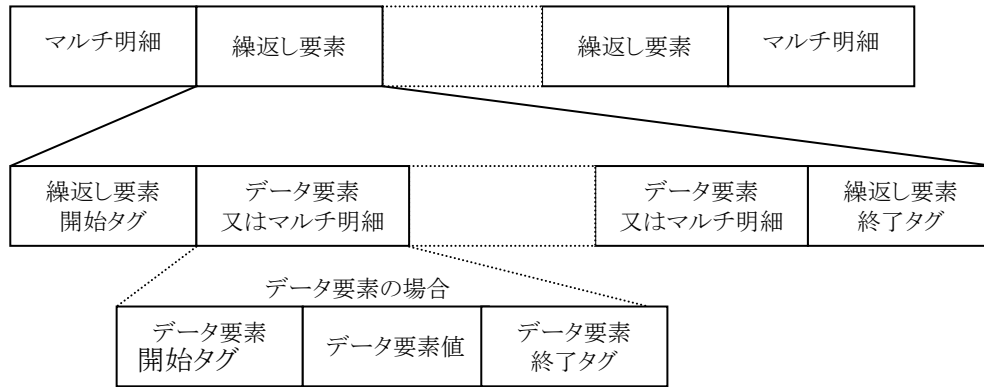 マルチ明細
繰返し要素
繰返し要素
マルチ明細
繰返し要素
開始タグ
データ要素
又はマルチ明細
データ要素
又はマルチ明細
繰返し要素
終了タグ
データ要素の場合
データ要素
開始タグ
データ要素値
データ要素
終了タグ